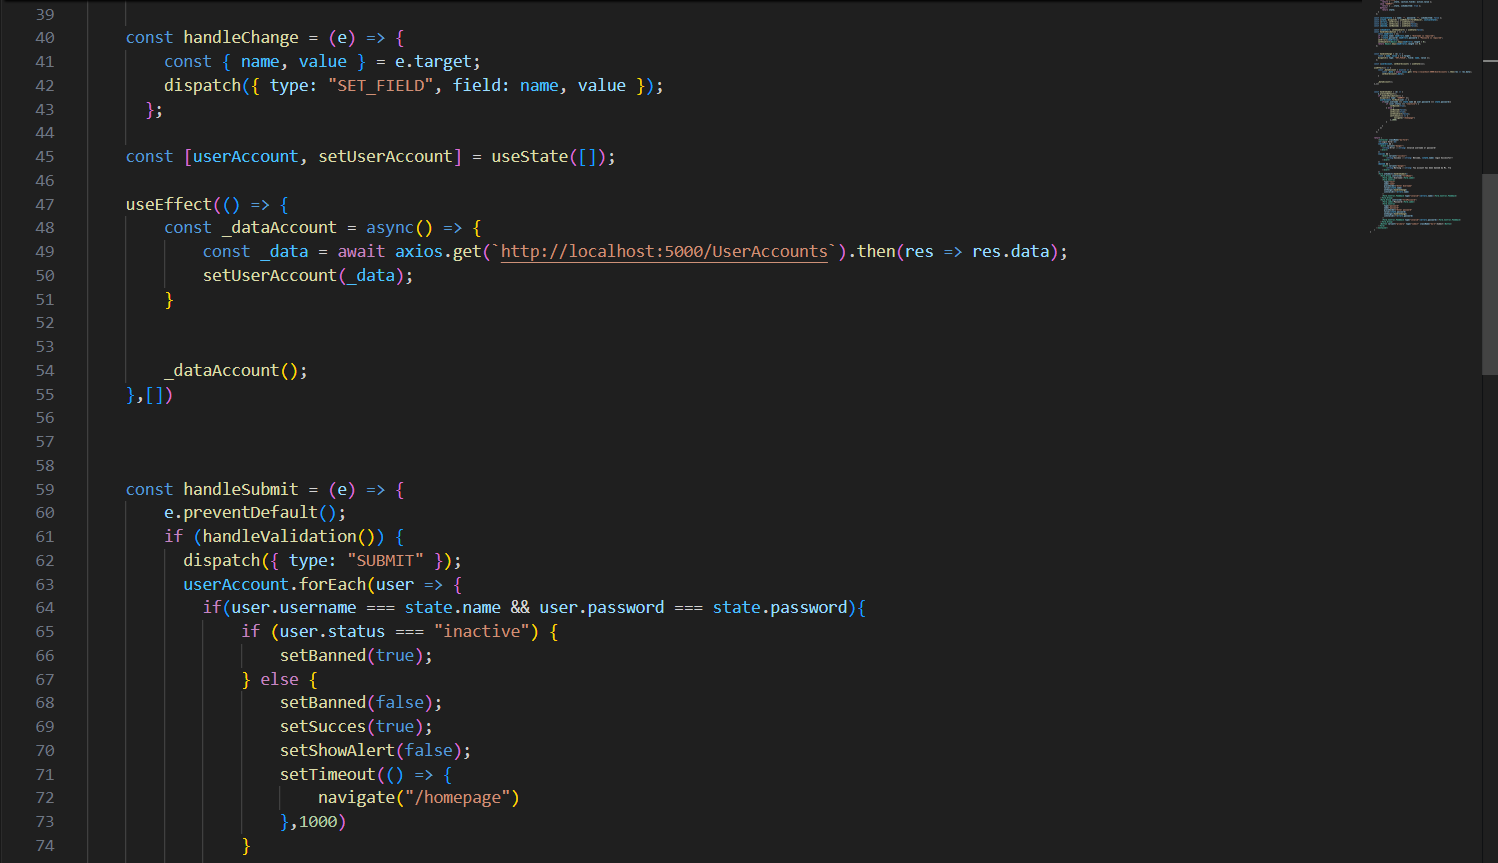 39
40 const handleChange = (e) => {
41 const { name, value } = e.target;
42 dispatch({ type: "SET_FIELD", field: name, value });
43 };
44
45 const [userAccount, setUserAccount] = useState([]);
46
47 useEffect(() => {
48 const _dataAccount = async() => {
49 const _data = await axios.get(`http://localhost:5000/UserAccounts`).then(res => res.data);
50 setUserAccount(_data);
51 }
52
53
54 _dataAccount();
55 },[])
56
57
58
59 const handleSubmit = (e) => {
60 e.preventDefault();
61 if (handleValidation()) {
62 dispatch({ type: "SUBMIT" });
63 userAccount.forEach(user => {
64 if(user.username === state.name && user.password === state.password){
65 if (user.status === "inactive") {
66 setBanned(true);
67 } else {
68 setBanned(false);
69 setSucces(true);
70 setShowAlert(false);
71 setTimeout(() => {
72 navigate("/homepage")
73 },1000)
74 }